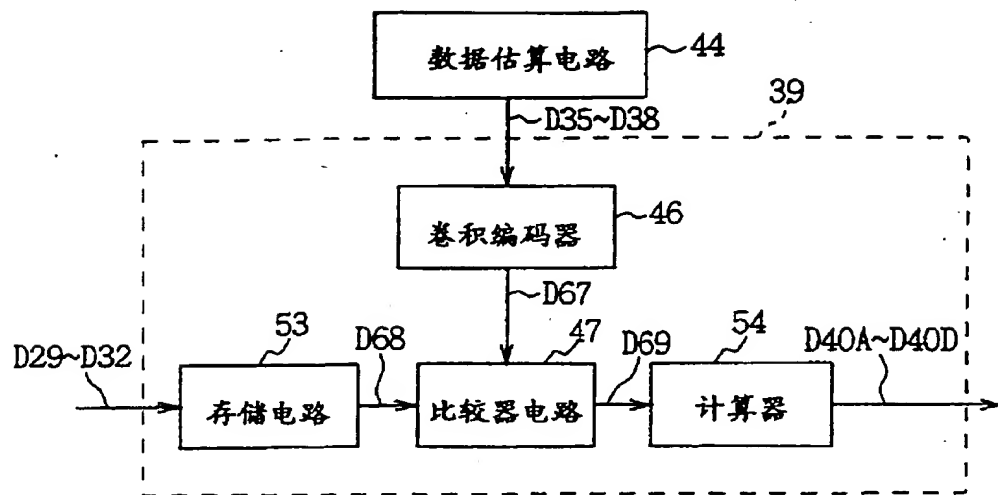 数据估算电路
44
39
D35~D38
卷积编码器
46
D67
53
47
54
D29~D32
D68
D69
D40A~D40D
存储电路
比较器电路
计算器